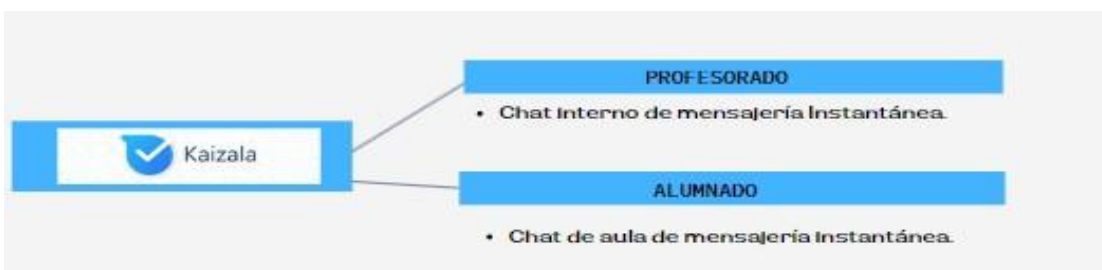 PROFESORADO
• Chat interno de mensajería Instantánea.
Kaizala
ALUMNADO
• Chat de aula de mensajería instantánea.